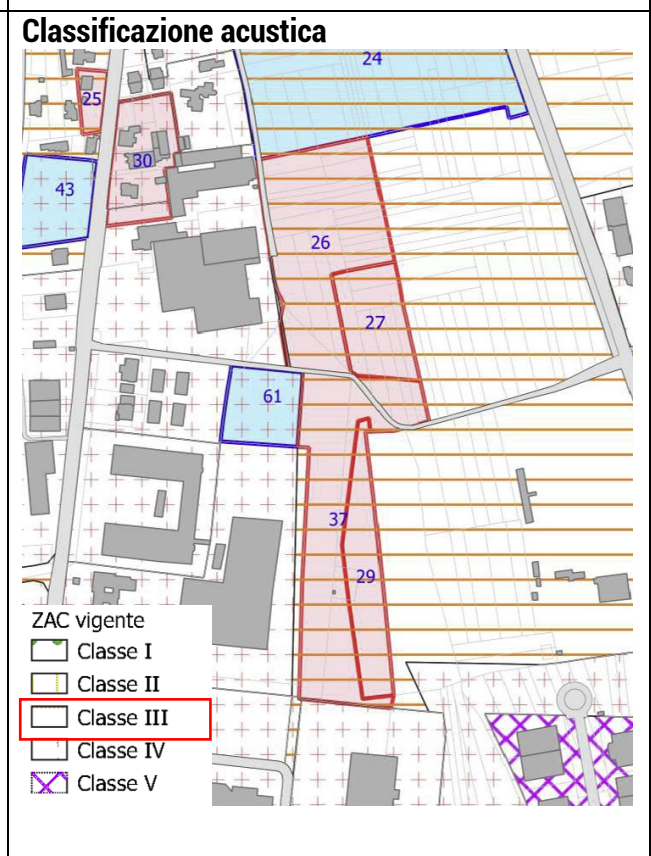 Classificazione acustica
24
25
30
43
26
27
61
37
29
ZAC vigente
Classe I
Classe II
Classe III
Classe IV
Classe V